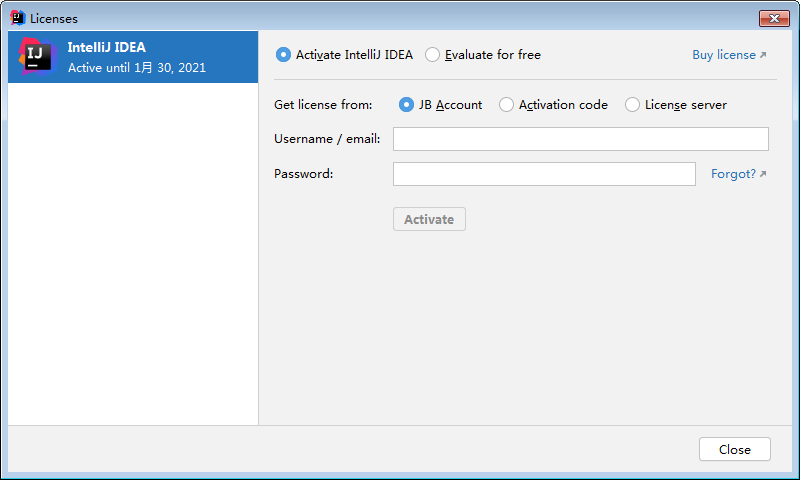 Licenses
IJ
IntelliJ IDEA
Active until 1月 30, 2021
Activate IntelliJ IDEA Evaluate for free Buy license
Get license from: JB Account Activation code License server
Username / email:
Password: Forgot?
Activate
Close